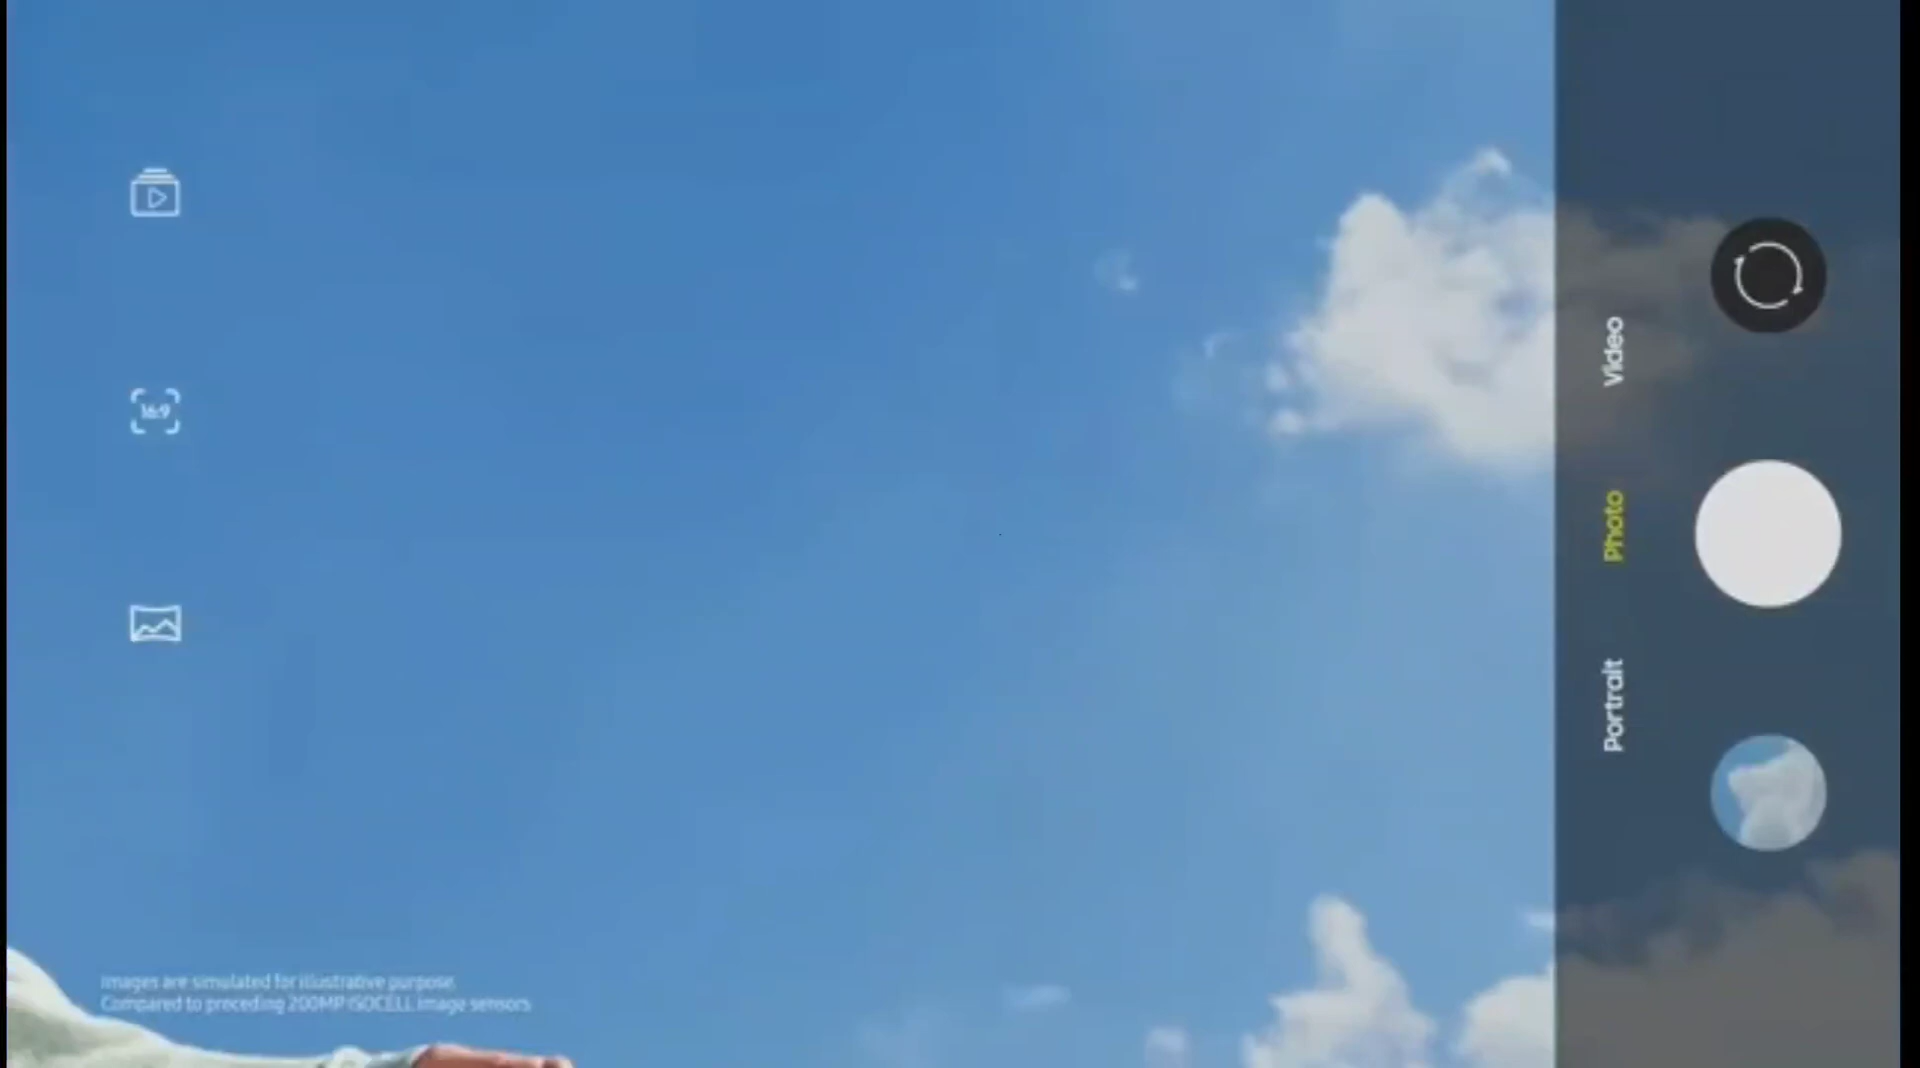 16:9
Video
Photo
Portrait
Images are simulated for illustrative purpose.
Compared to preceding 200MP ISOCELL image sensors